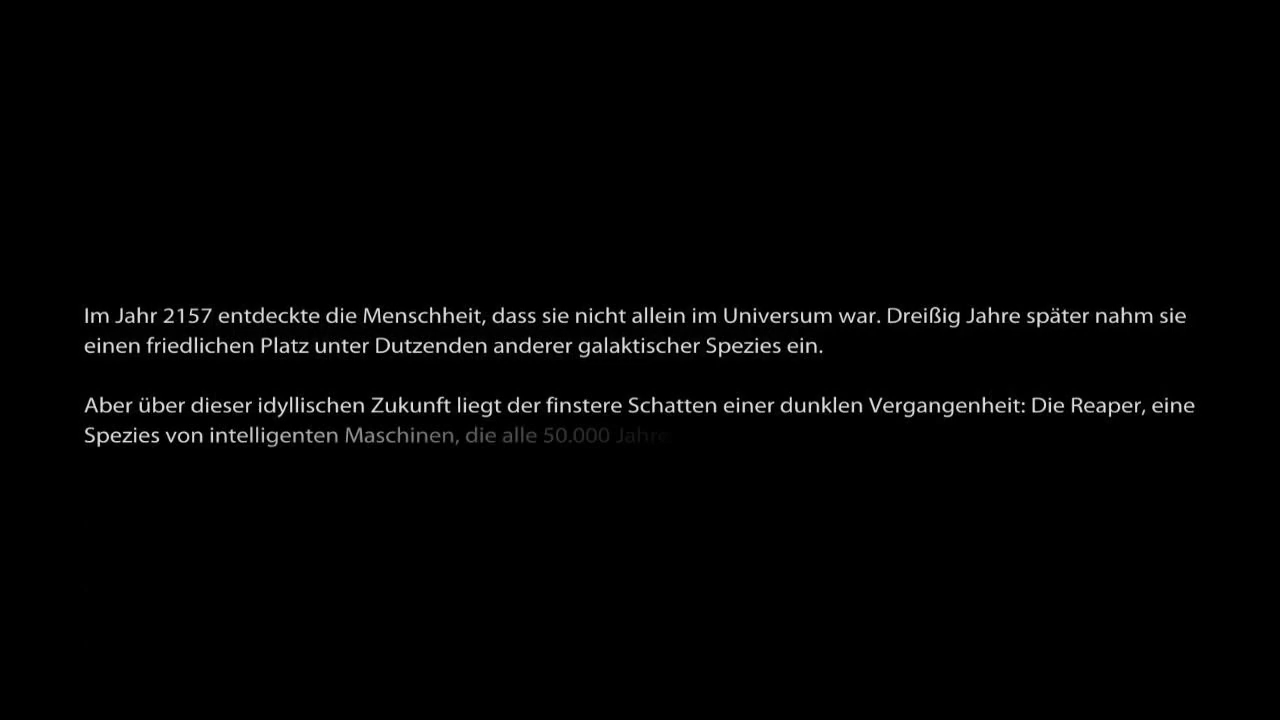 Im Jahr 2157 entdeckte die Menschheit, dass sie nicht allein im Universum war. Dreißig Jahre später nahm sie
einen friedlichen Platz unter Dutzenden anderer galaktischer Spezies ein.
Aber über dieser idyllischen Zukunft liegt der finstere Schatten einer dunklen Vergangenheit: Die Reaper, eine
Spezies von intelligenten Maschinen, die alle 50.000 Jahre